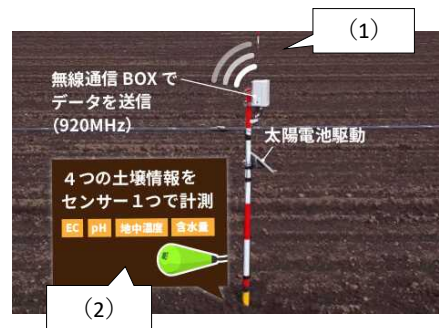 (1)
無線通信 BOX で
データを送信
(920MHz)
太陽電池駆動
4つの土壌情報を
センサー1つで計測
EC pH 地中温度 含水量
(2)